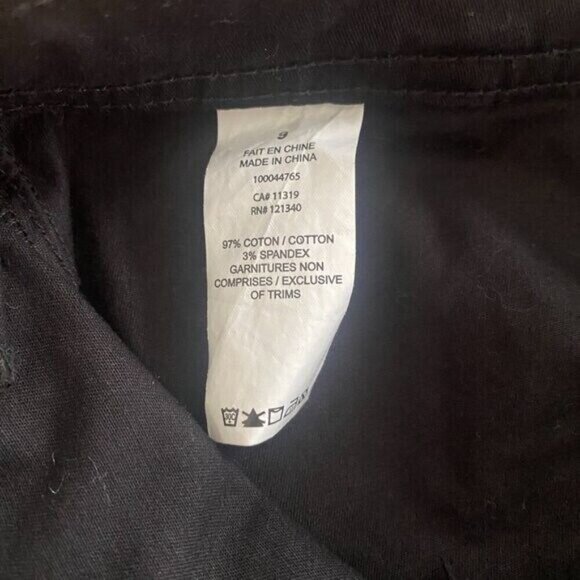 9
FAIT EN CHINE
MADE IN CHINA
100044765
CA# 11319
RN# 121340
97% COTON / COTTON
3% SPANDEX
GARNITURES NON
COMPRISES / EXCLUSIVE
OF TRIMS